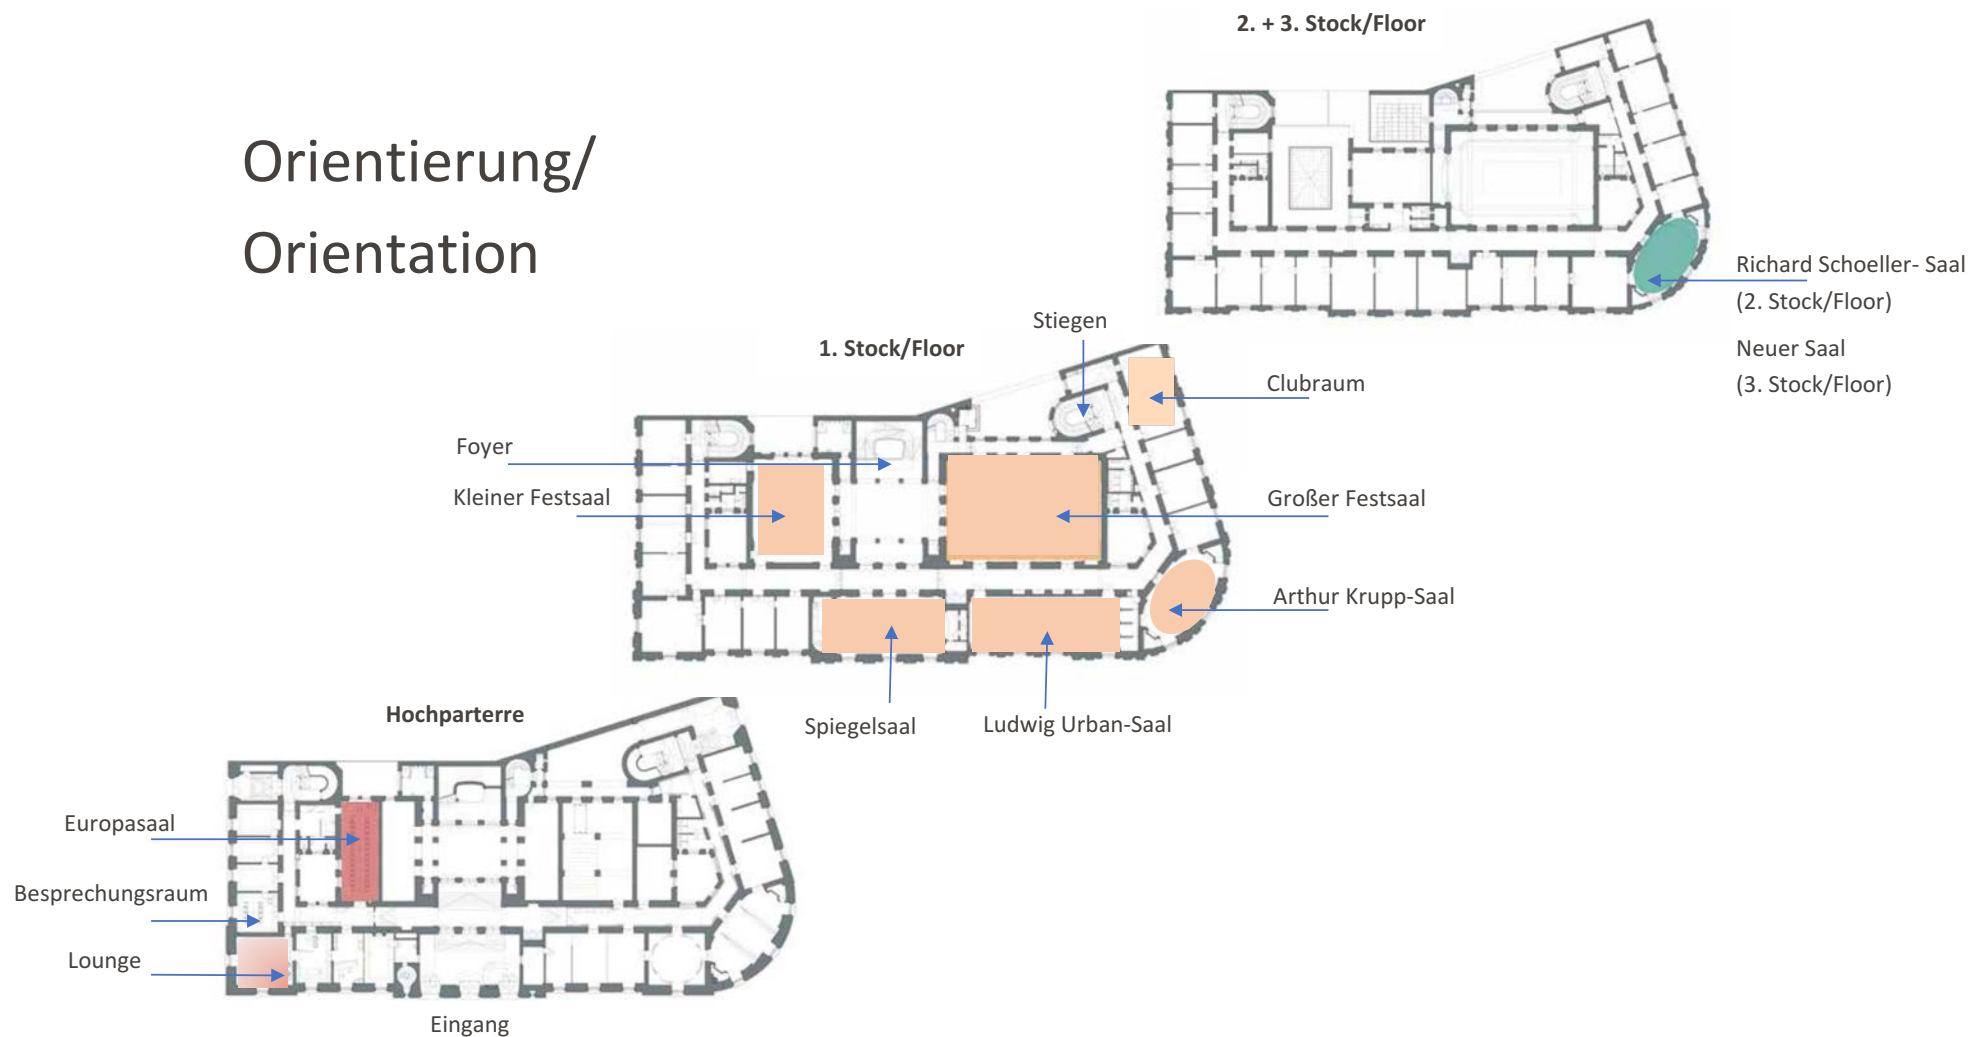 Orientierung/
Orientation
2. + 3. Stock/Floor
Richard Schoeller- Saal
(2. Stock/Floor)
Neuer Saal
(3. Stock/Floor)
1. Stock/Floor
Stiegen
Clubraum
Foyer
Kleiner Festsaal
Großer Festsaal
Arthur Krupp-Saal
Spiegelsaal
Ludwig Urban-Saal
Hochparterre
Europasaal
Besprechungsraum
Lounge
Eingang